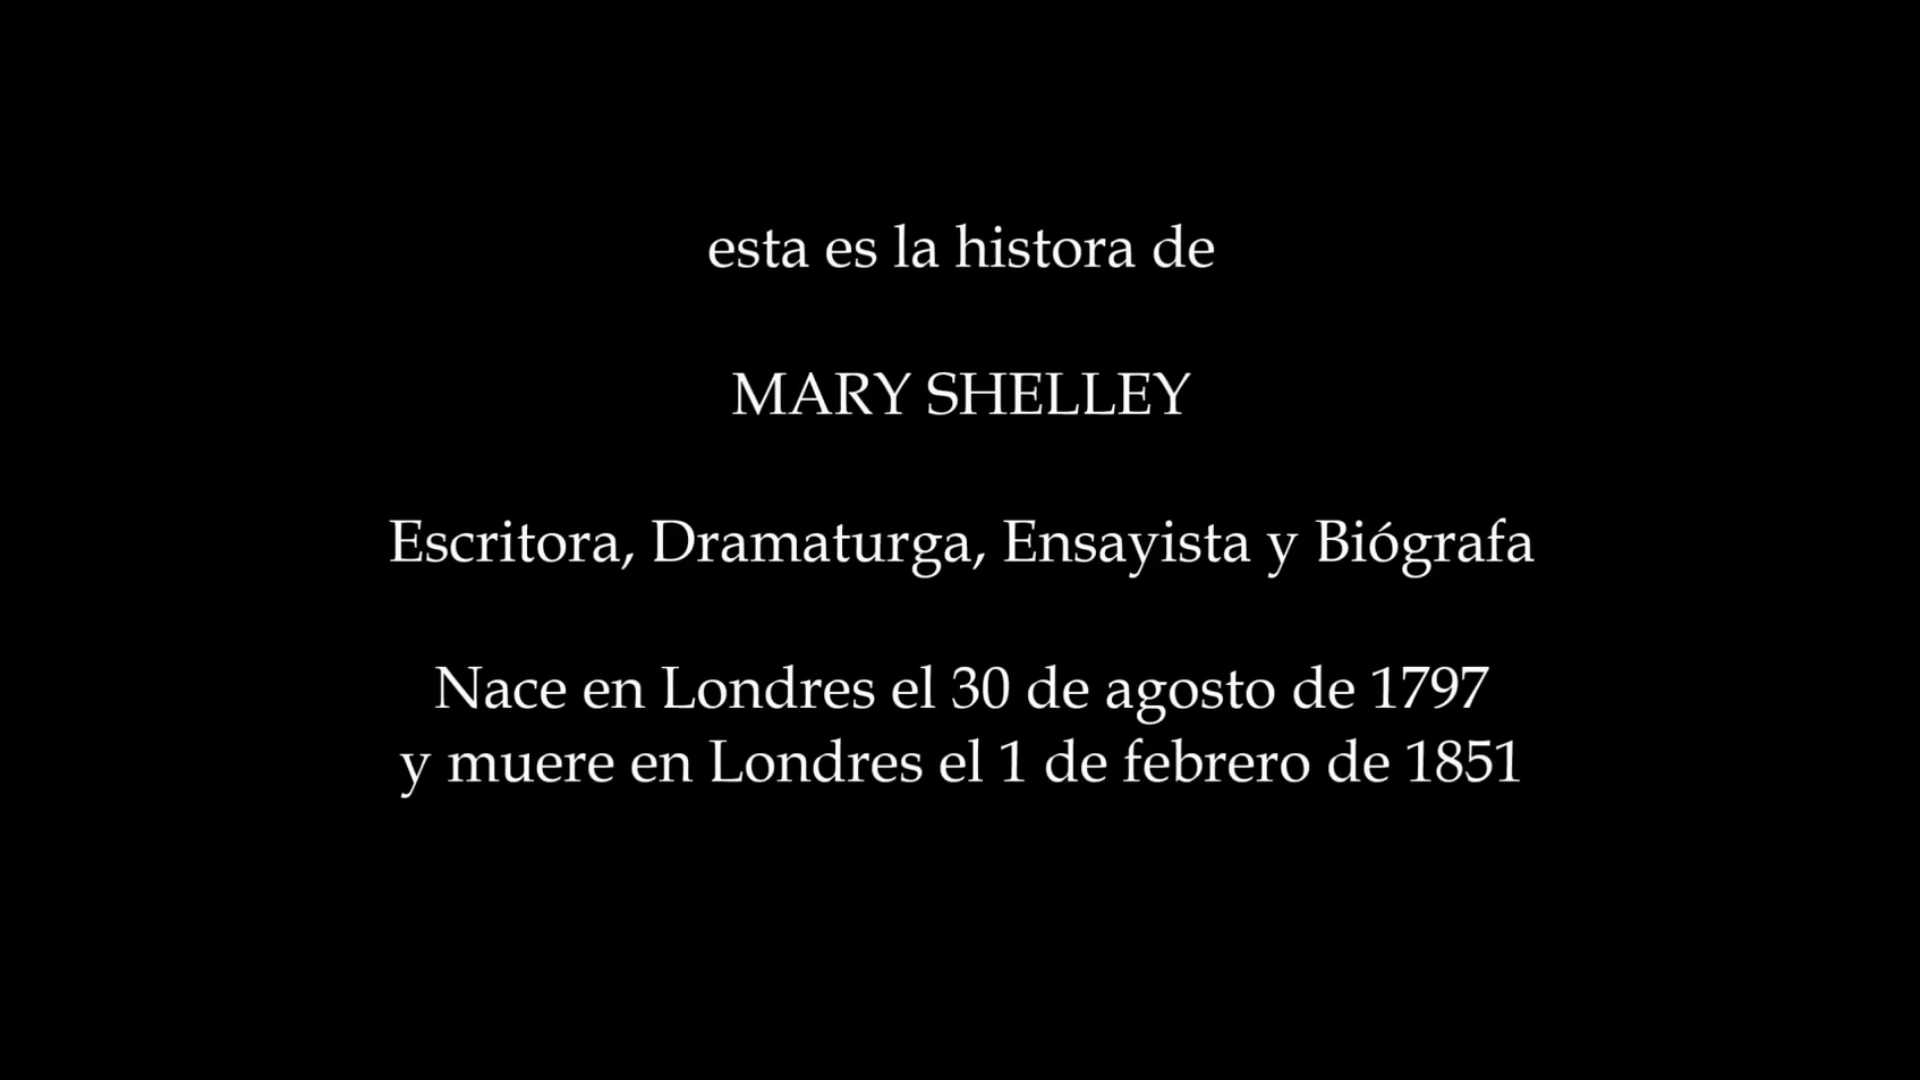 esta es la histora de
MARY SHELLEY
Escritora, Dramaturga, Ensayista y Biógrafa
Nace en Londres el 30 de agosto de 1797
y muere en Londres el 1 de febrero de 1851